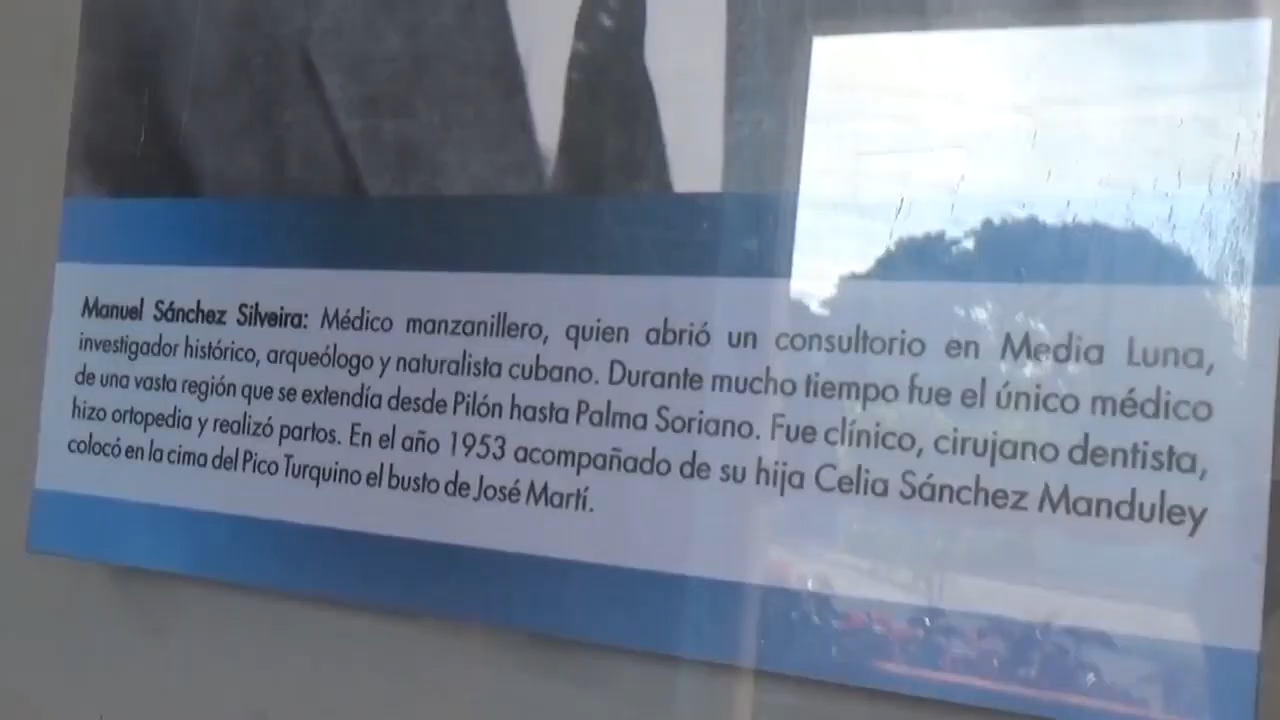 Manuel Sánchez Silveira: Médico manzanillero, quien abrió un consultorio en Media Luna,
investigador histórico, arqueólogo y naturalista cubano. Durante mucho tiempo fue el único médico
de una vasta región que se extendía desde Pilón hasta Palma Soriano. Fue clínico, cirujano dentista,
hizo ortopedia y realizó partos. En el año 1953 acompañado de su hija Celia Sánchez Manduley
colocó en la cima del Pico Turquino el busto de José Martí.